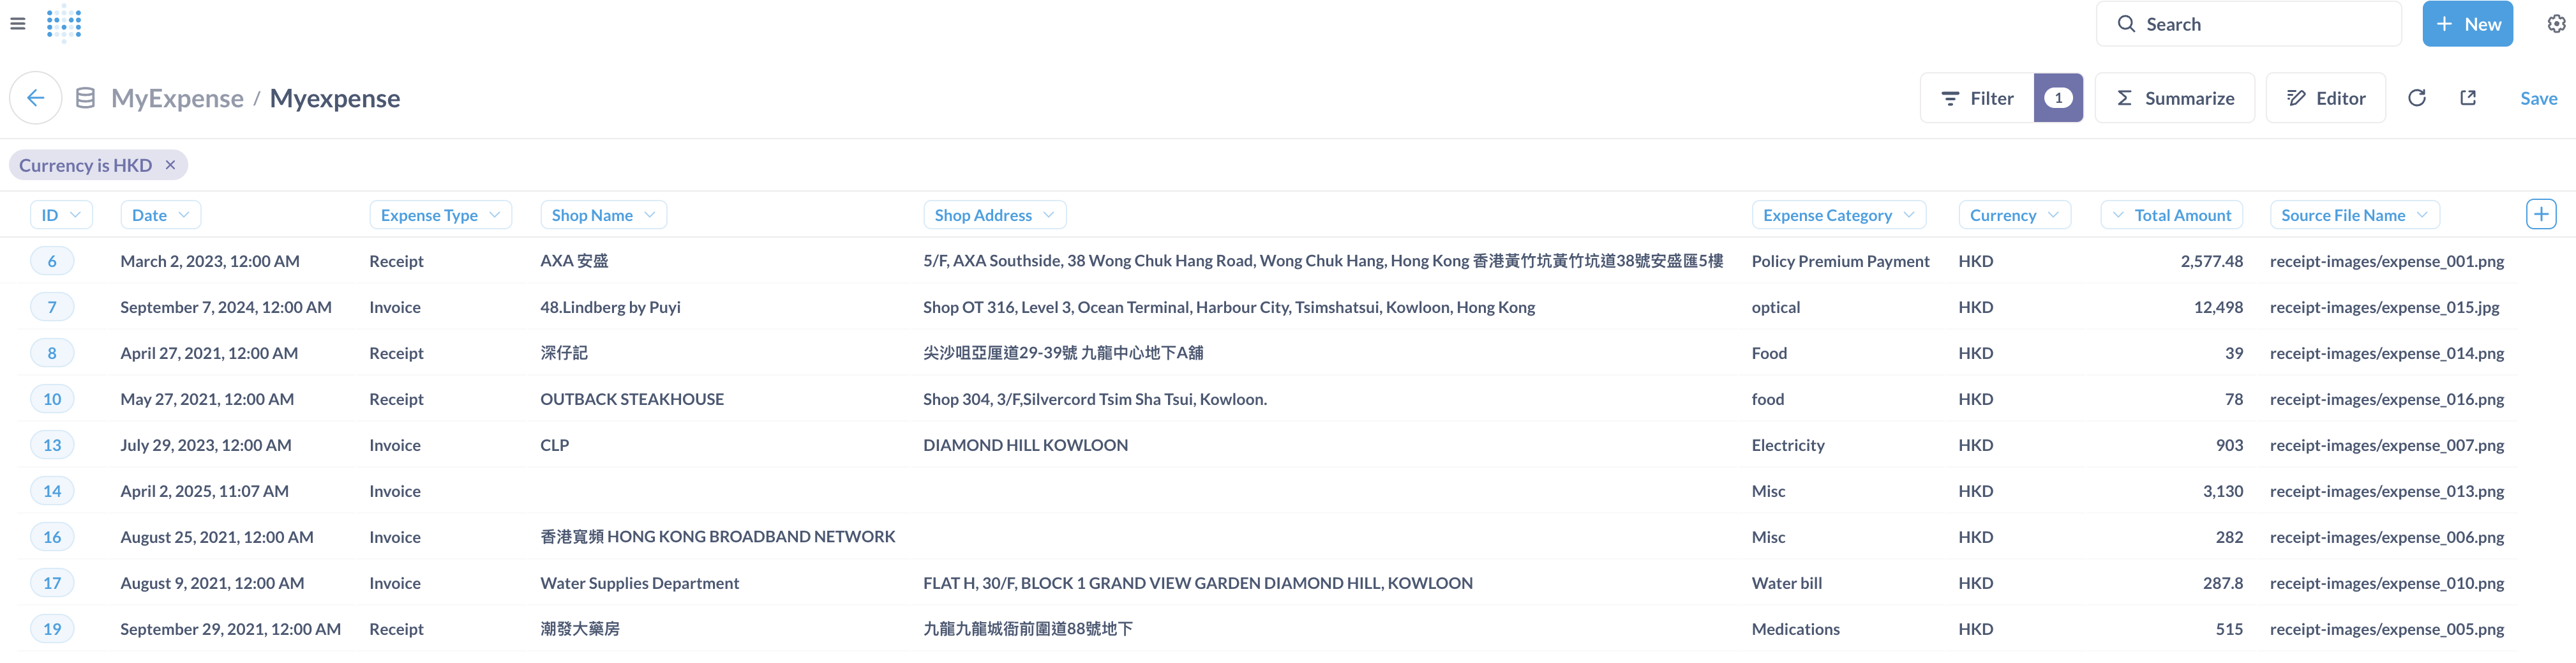 Search
+ New
MyExpense / Myexpense
Filter 1 Summarize Editor Save
Currency is HKD ×
ID Date Expense Type Shop Name Shop Address Expense Category Currency Total Amount Source File Name +
6 March 2, 2023, 12:00 AM Receipt AXA 安盛 5/F, AXA Southside, 38 Wong Chuk Hang Road, Wong Chuk Hang, Hong Kong 香港黃竹坑黃竹坑道38號安盛匯5樓 Policy Premium Payment HKD 2,577.48 receipt-images/expense_001.png
7 September 7, 2024, 12:00 AM Invoice 48.Lindberg by Puyi Shop OT 316, Level 3, Ocean Terminal, Harbour City, Tsimshatsui, Kowloon, Hong Kong optical HKD 12,498 receipt-images/expense_015.jpg
8 April 27, 2021, 12:00 AM Receipt 深仔記 尖沙咀亞厘道29-39號 九龍中心地下A舖 Food HKD 39 receipt-images/expense_014.png
10 May 27, 2021, 12:00 AM Receipt OUTBACK STEAKHOUSE Shop 304, 3/F,Silvercord Tsim Sha Tsui, Kowloon. food HKD 78 receipt-images/expense_016.png
13 July 29, 2023, 12:00 AM Invoice CLP DIAMOND HILL KOWLOON Electricity HKD 903 receipt-images/expense_007.png
14 April 2, 2025, 11:07 AM Invoice Misc HKD 3,130 receipt-images/expense_013.png
16 August 25, 2021, 12:00 AM Invoice 香港寬頻 HONG KONG BROADBAND NETWORK Misc HKD 282 receipt-images/expense_006.png
17 August 9, 2021, 12:00 AM Invoice Water Supplies Department FLAT H, 30/F, BLOCK 1 GRAND VIEW GARDEN DIAMOND HILL, KOWLOON Water bill HKD 287.8 receipt-images/expense_010.png
19 September 29, 2021, 12:00 AM Receipt 潮發大藥房 九龍九龍城衙前圍道88號地下 Medications HKD 515 receipt-images/expense_005.png